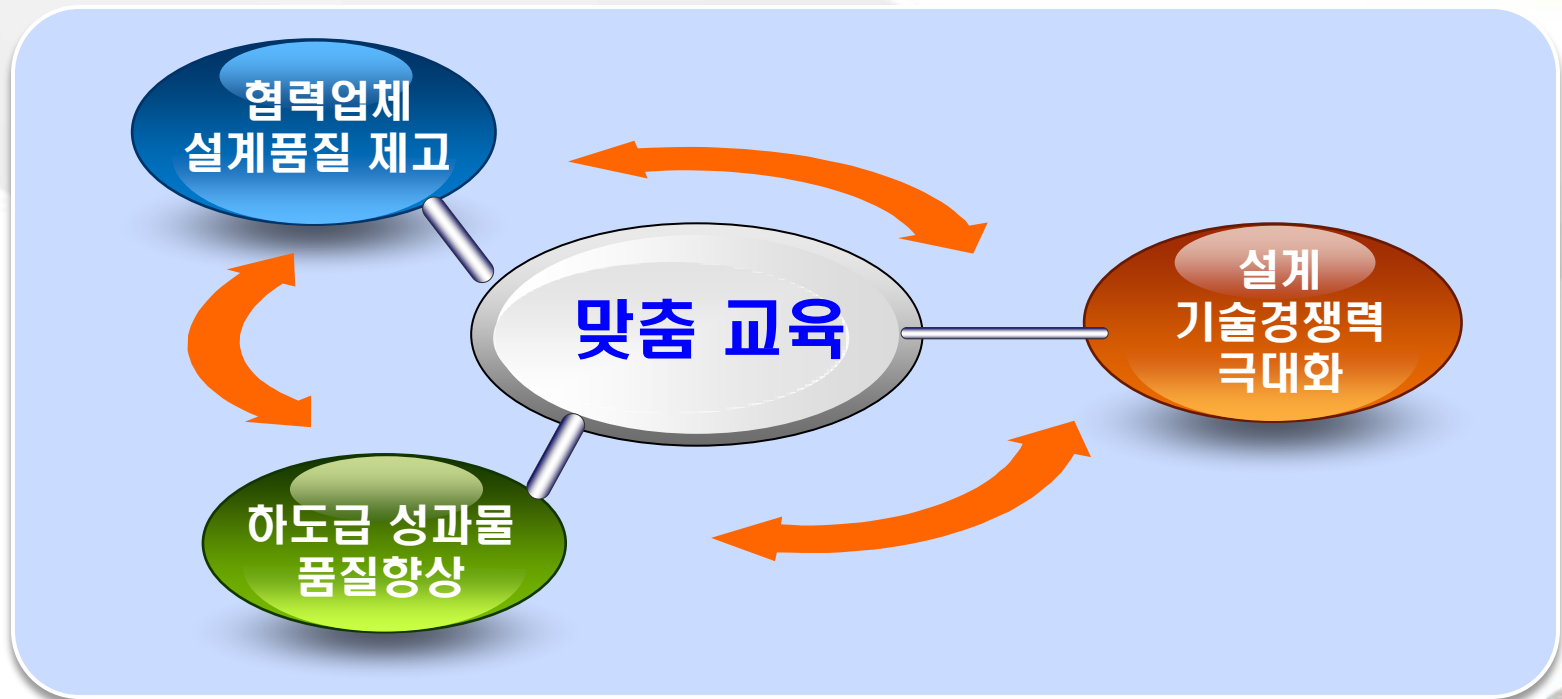 협력업체
설계품질 제고
맞춤 교육
설계
기술경쟁력
극대화
하도급 성과물
품질향상